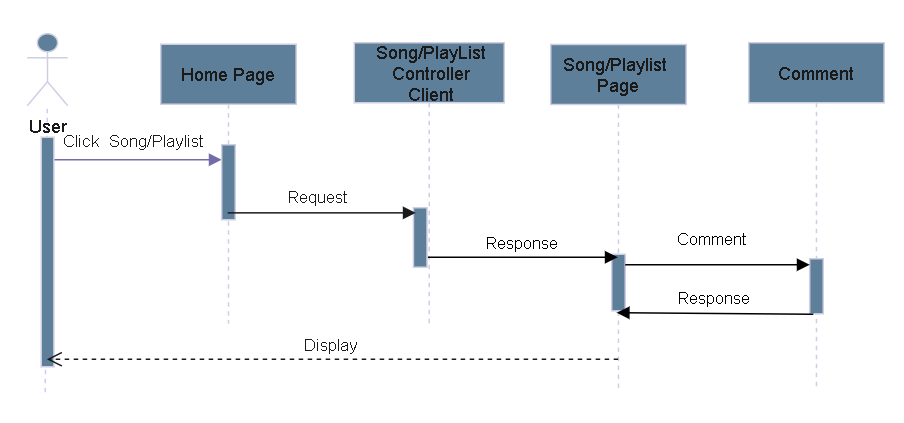 Home Page
Song/PlayList
Controller
Client
Song/Playlist
Page
Comment
User
Click Song/Playlist
Request
Response
Comment
Response
Display